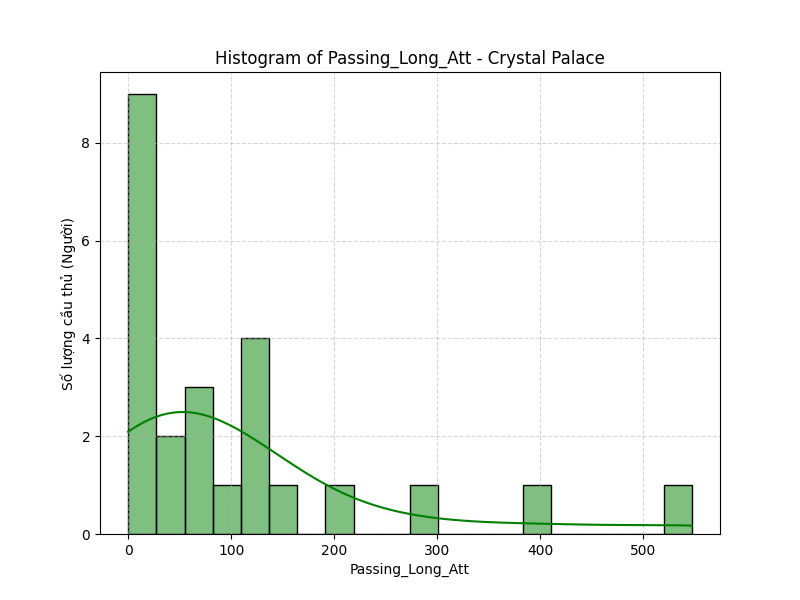 Histogram of Passing_Long_Att - Crystal Palace
Số lượng cầu thủ (Người)
8
6
4
2
0
0 100 200 300 400 500
Passing_Long_Att